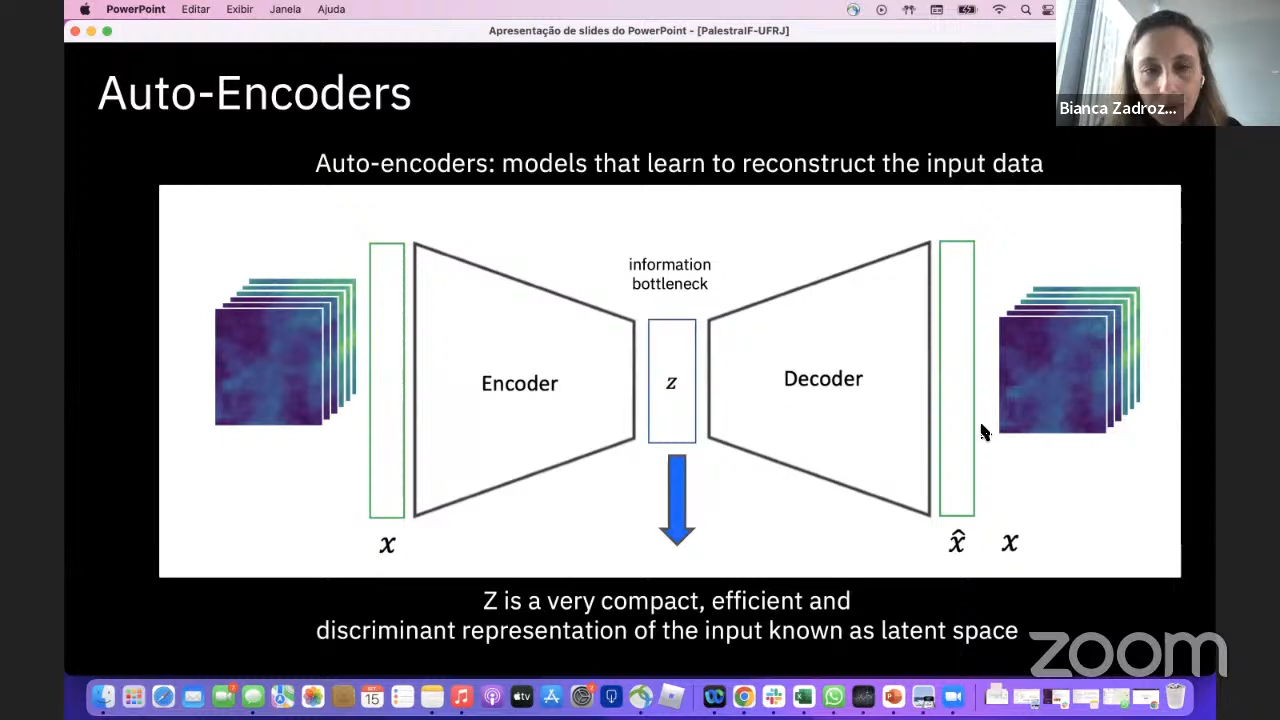 PowerPoint Editar Exibir Janela Ajuda
Apresentação de slides do PowerPoint - [PalestraIF-UFRJ]
Bianca Zadroz...
Auto-Encoders
Auto-encoders: models that learn to reconstruct the input data
information
bottleneck
Encoder
z
Decoder
x
x̂ x
Z is a very compact, efficient and
discriminant representation of the input known as latent space
zoom
tv
15